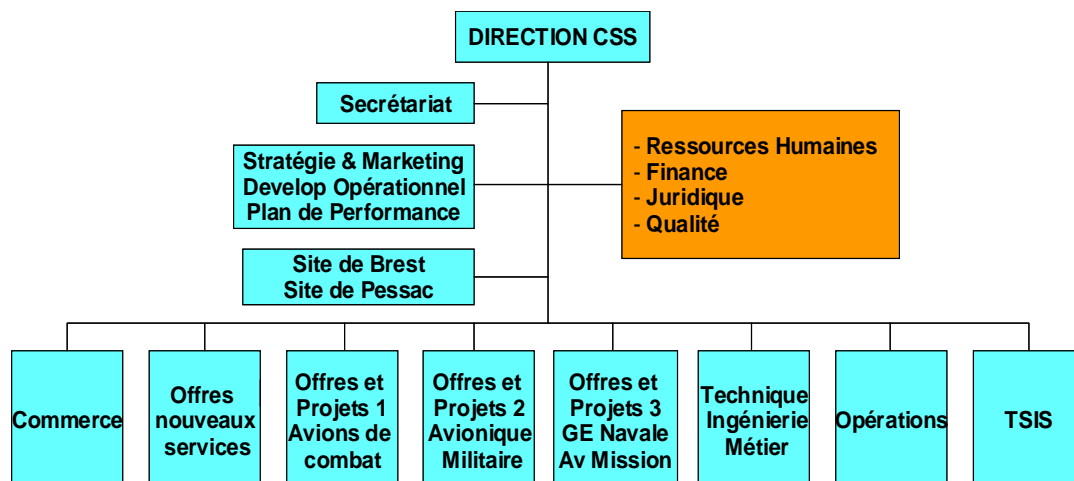 DIRECTION CSS
Secrétariat
Stratégie & Marketing
Develop Opérationnel
Plan de Performance
- Ressources Humaines
- Finance
- Juridique
- Qualité
Site de Brest
Site de Pessac
Commerce
Offres
nouveaux
services
Offres et
Projets 1
Avions de
combat
Offres et
Projets 2
Avionique
Militaire
Offres et
Projets 3
GE Navale
Av Mission
Technique
Ingénierie
Métier
Opérations
TSIS